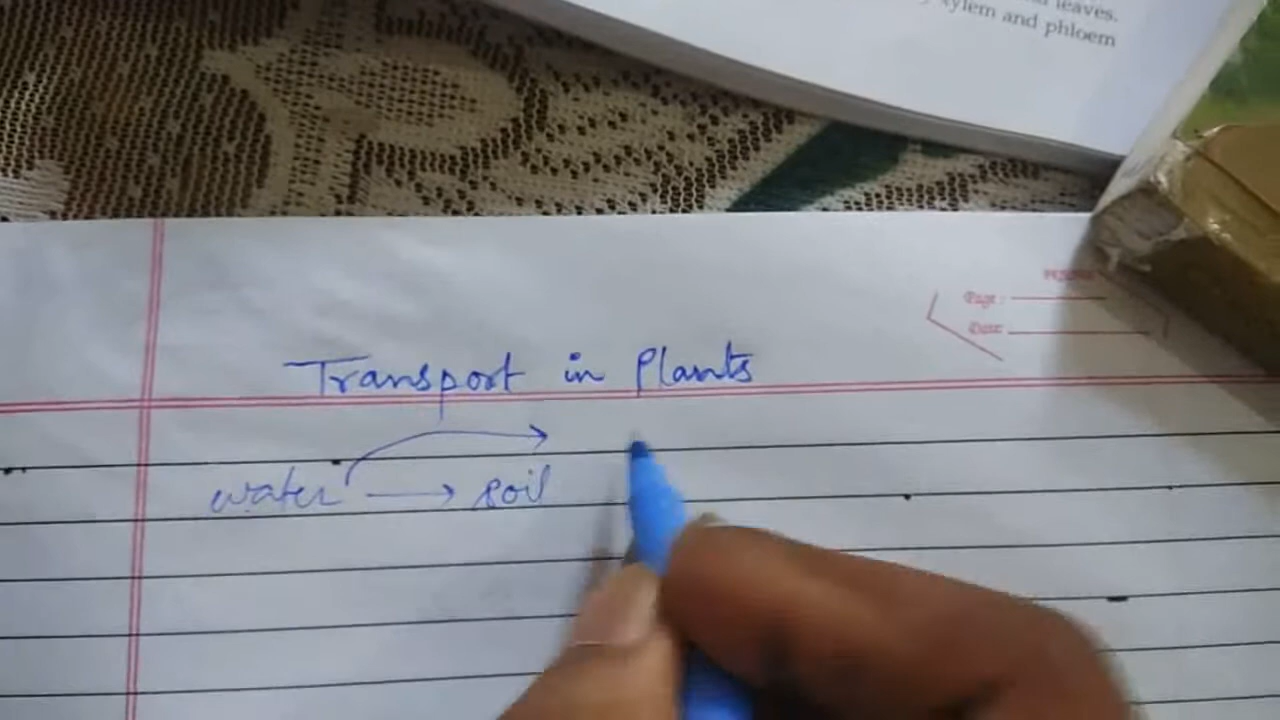 leaves.
xylem and phloem
Page :
Date:
Transport in Plants
water → soil